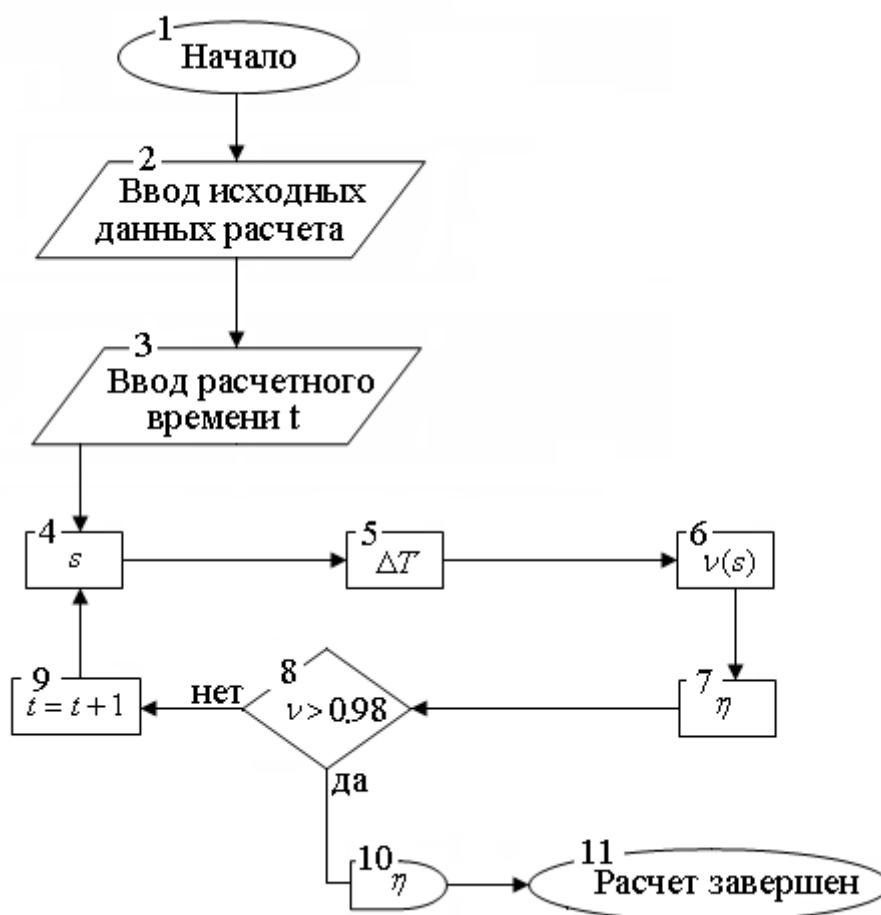 1
Начало
2
Ввод исходных
данных расчета
3
Ввод расчетного
времени t
4
s
5
ΔT
6
ν(s)
7
η
8
ν > 0.98
нет
9
t = t + 1
да
10
η
11
Расчет завершен